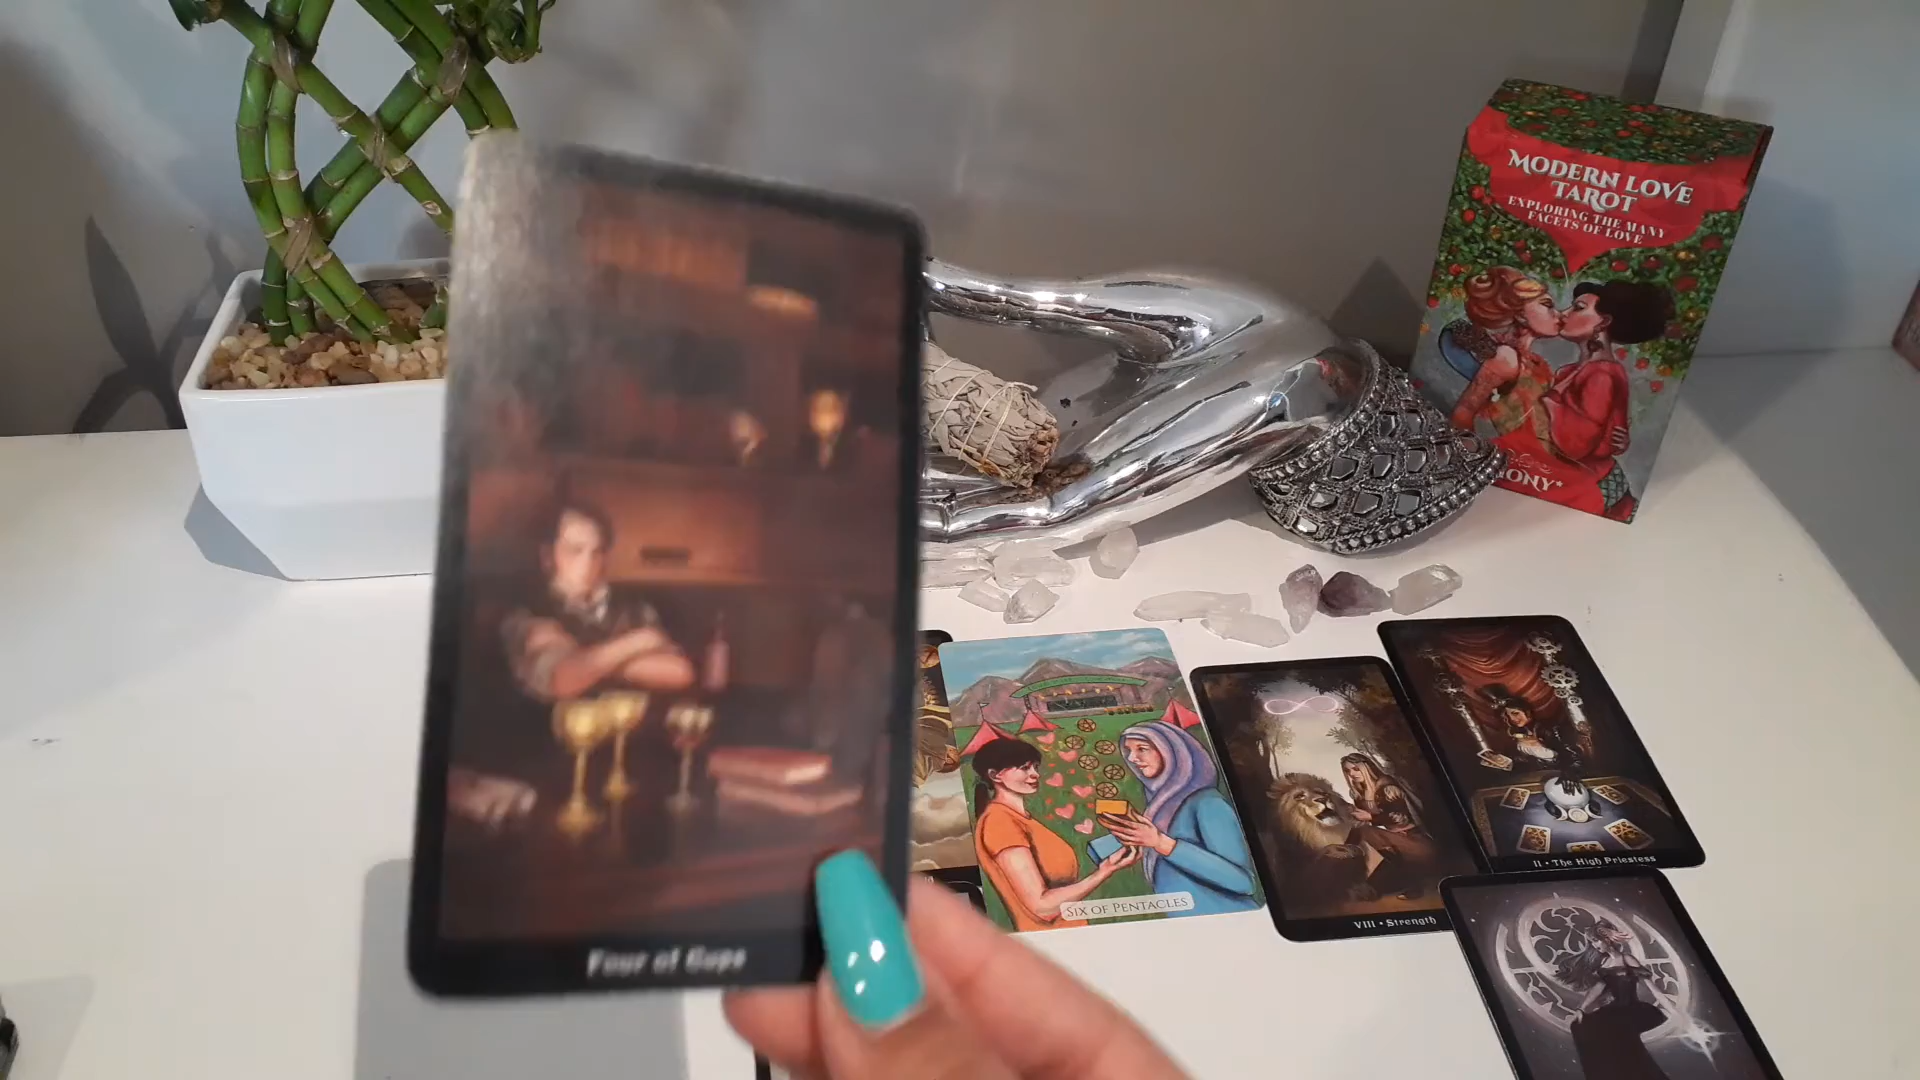 MODERN LOVE
TAROT
EXPLORING THE MANY
FACETS OF LOVE
Four of Cups
SIX OF PENTACLES
VIII • Strength
II • The High Priestess